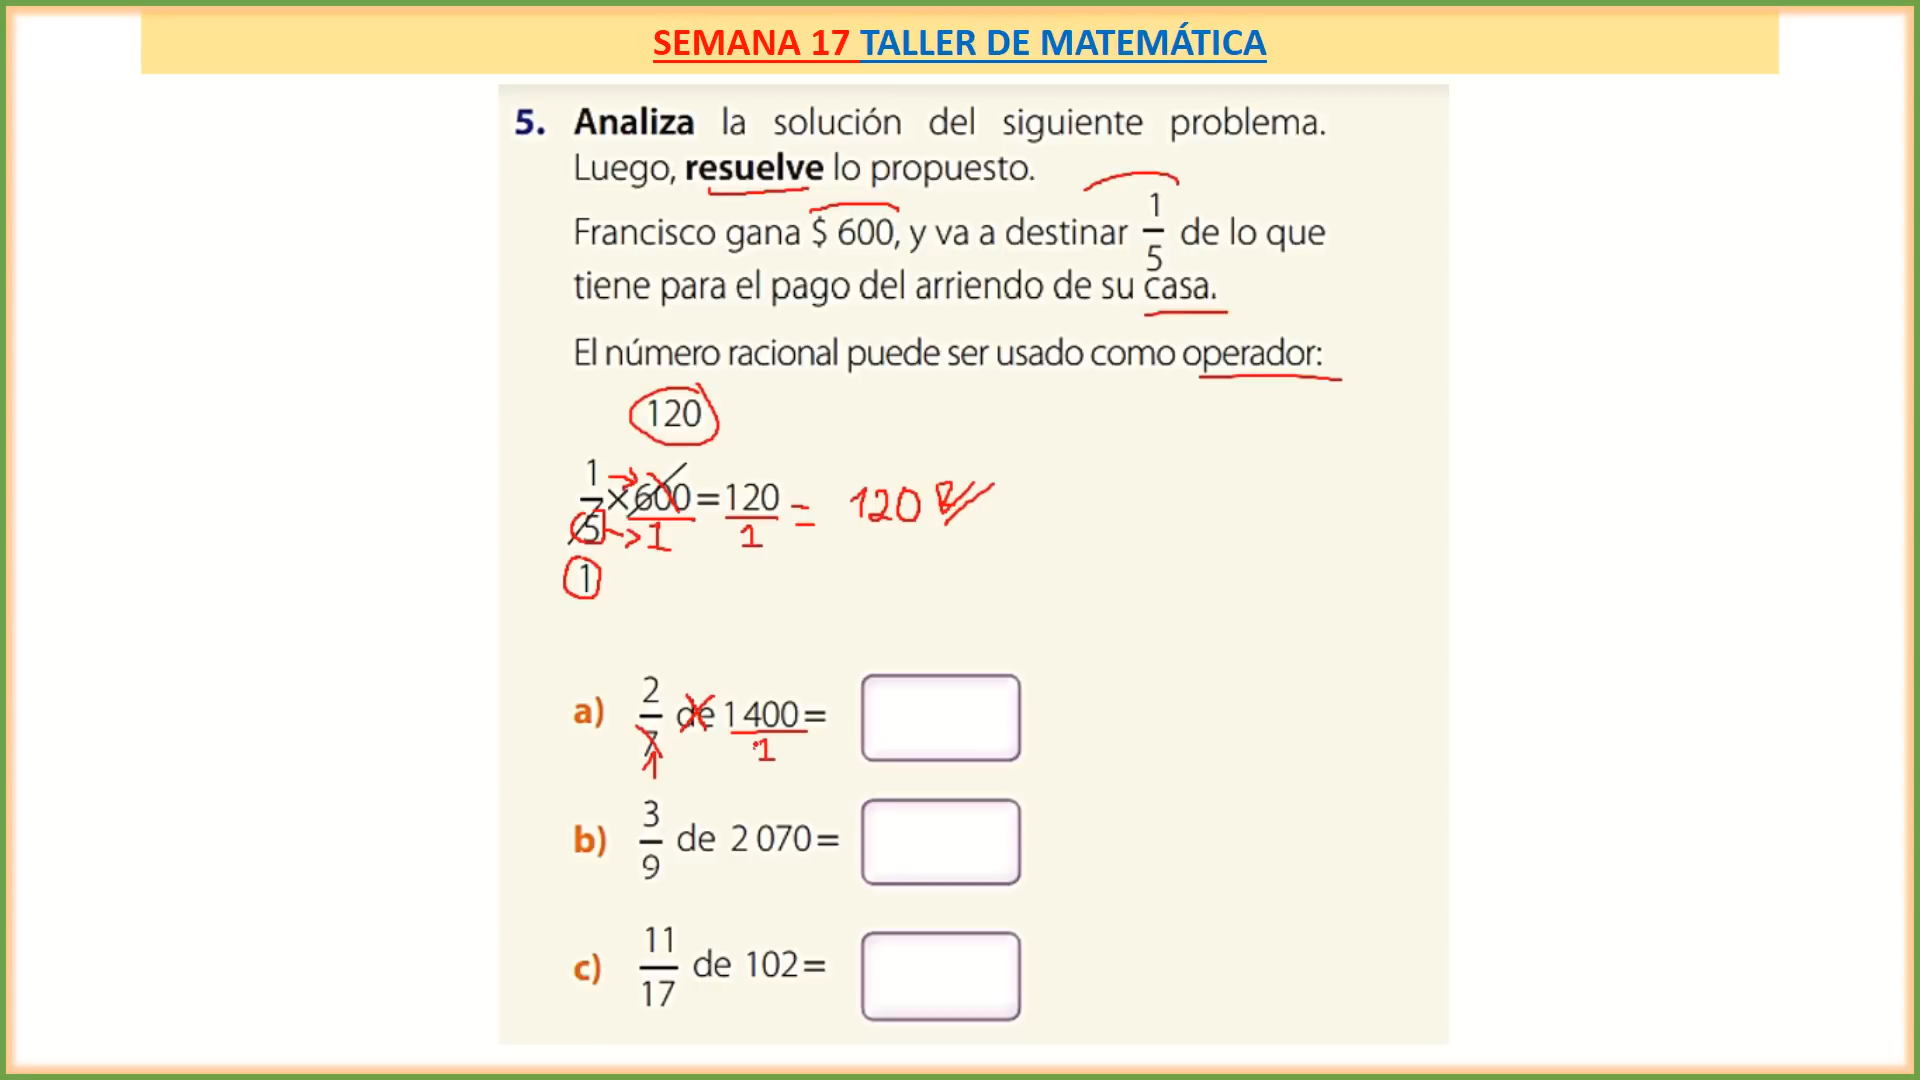 SEMANA 17 TALLER DE MATEMÁTICA
5. Analiza la solución del siguiente problema.
Luego, resuelve lo propuesto.
Francisco gana $ 600, y va a destinar 1/5 de lo que
tiene para el pago del arriendo de su casa.
El número racional puede ser usado como operador:
120
1/5 × 600/1 = 120/1 = 120
1
a) 2/7 de 1 400/1 =
1
b) 3/9 de 2 070 =
c) 11/17 de 102 =